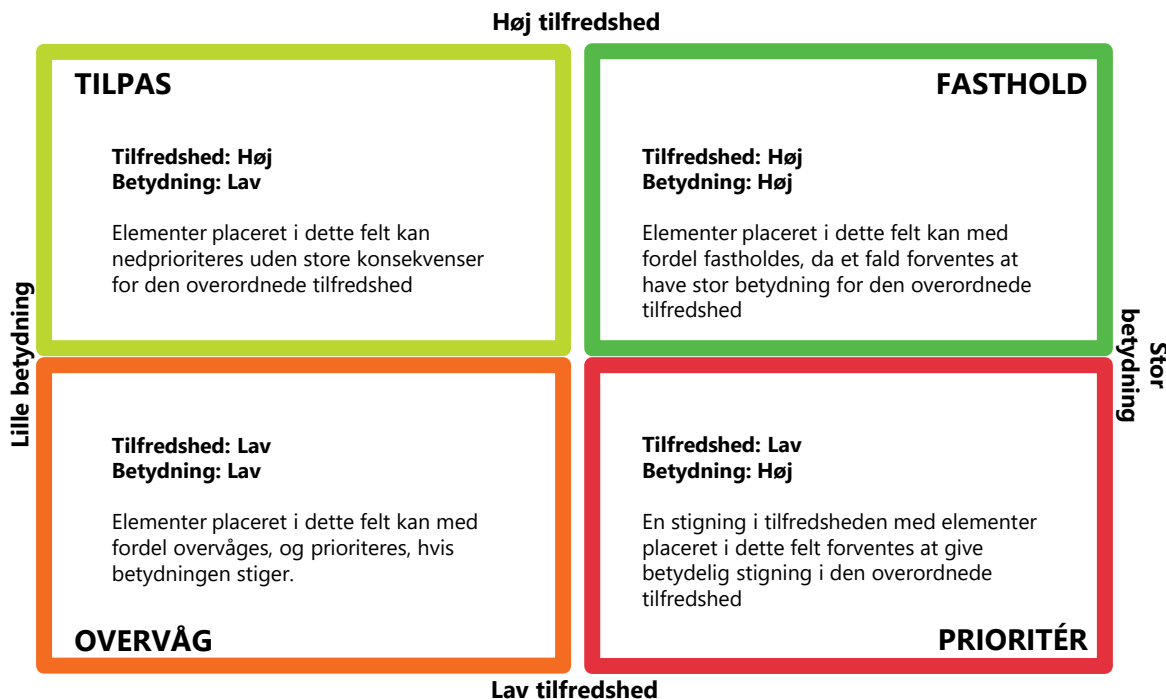 Høj tilfredshed
TILPAS
Tilfredshed: Høj
Betydning: Lav
Elementer placeret i dette felt kan
nedprioriteres uden store konsekvenser
for den overordnede tilfredshed
FASTHOLD
Tilfredshed: Høj
Betydning: Høj
Elementer placeret i dette felt kan med
fordel fastholdes, da et fald forventes at
have stor betydning for den overordnede
tilfredshed
Lille betydning
Stor
betydning
Tilfredshed: Lav
Betydning: Lav
Elementer placeret i dette felt kan med
fordel overvåges, og prioriteres, hvis
betydningen stiger.
OVERVÅG
Tilfredshed: Lav
Betydning: Høj
En stigning i tilfredsheden med elementer
placeret i dette felt forventes at give
betydelig stigning i den overordnede
tilfredshed
PRIORITÉR
Lav tilfredshed